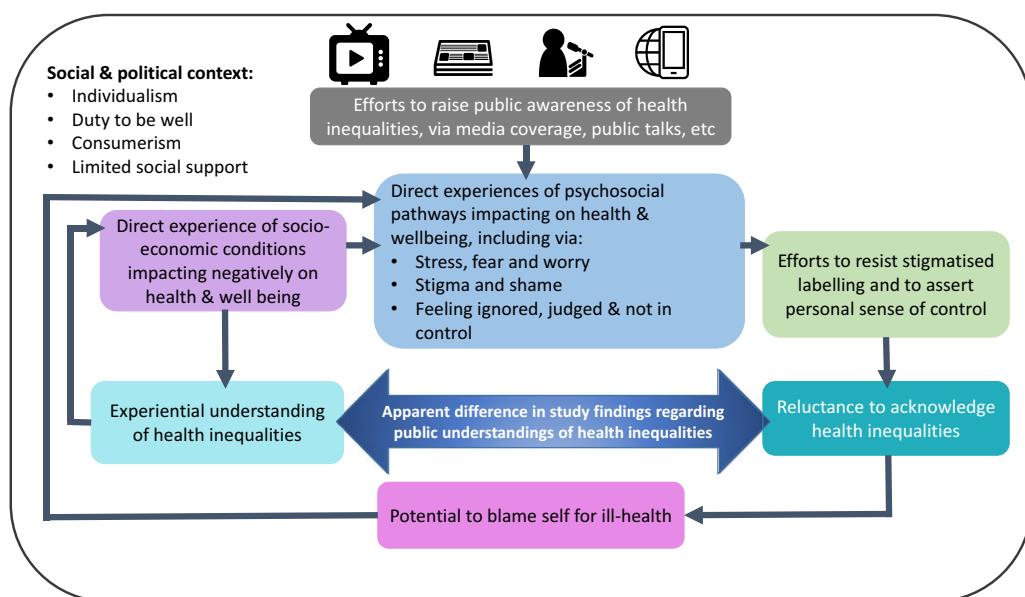 Social & political context:
• Individualism
• Duty to be well
• Consumerism
• Limited social support
Efforts to raise public awareness of health
inequalities, via media coverage, public talks, etc
Direct experience of socio-
economic conditions
impacting negatively on
health & well being
Direct experiences of psychosocial
pathways impacting on health &
wellbeing, including via:
• Stress, fear and worry
• Stigma and shame
• Feeling ignored, judged & not in
control
Efforts to resist stigmatised
labelling and to assert
personal sense of control
Experiential understanding
of health inequalities
Apparent difference in study findings regarding
public understandings of health inequalities
Reluctance to acknowledge
health inequalities
Potential to blame self for ill-health